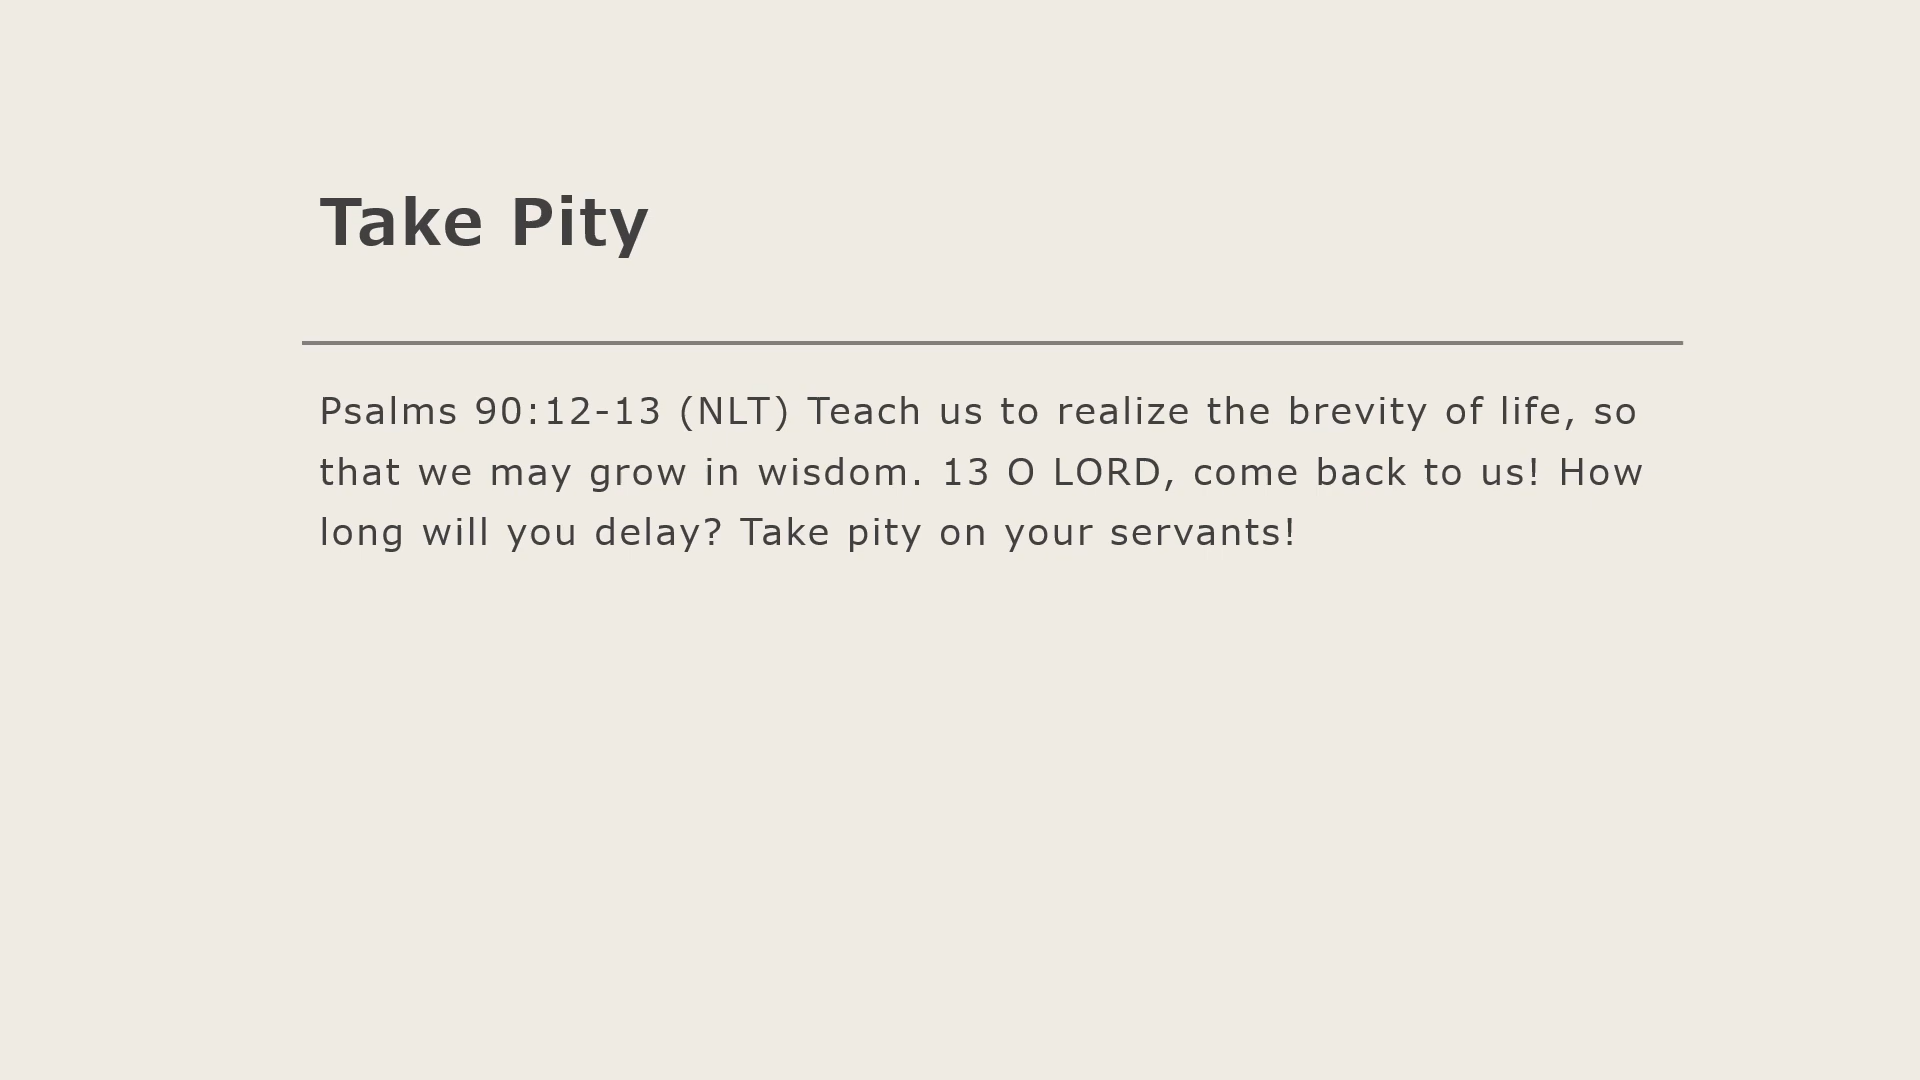 Take Pity
Psalms 90:12-13 (NLT) Teach us to realize the brevity of life, so
that we may grow in wisdom. 13 O LORD, come back to us! How
long will you delay? Take pity on your servants!